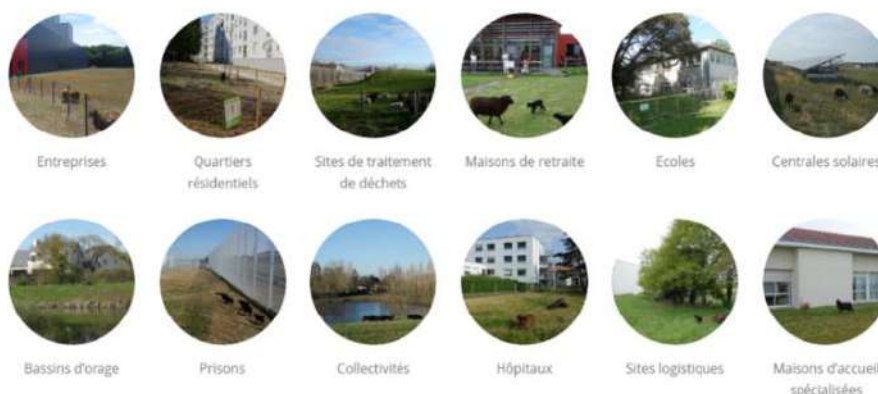 Entreprises
Quartiers
résidentiels
Sites de traitement
de déchets
Maisons de retraite
Ecoles
Centrales solaires
Bassins d'orage
Prisons
Collectivités
Hôpitaux
Sites logistiques
Maisons d'accueil
spécialisées